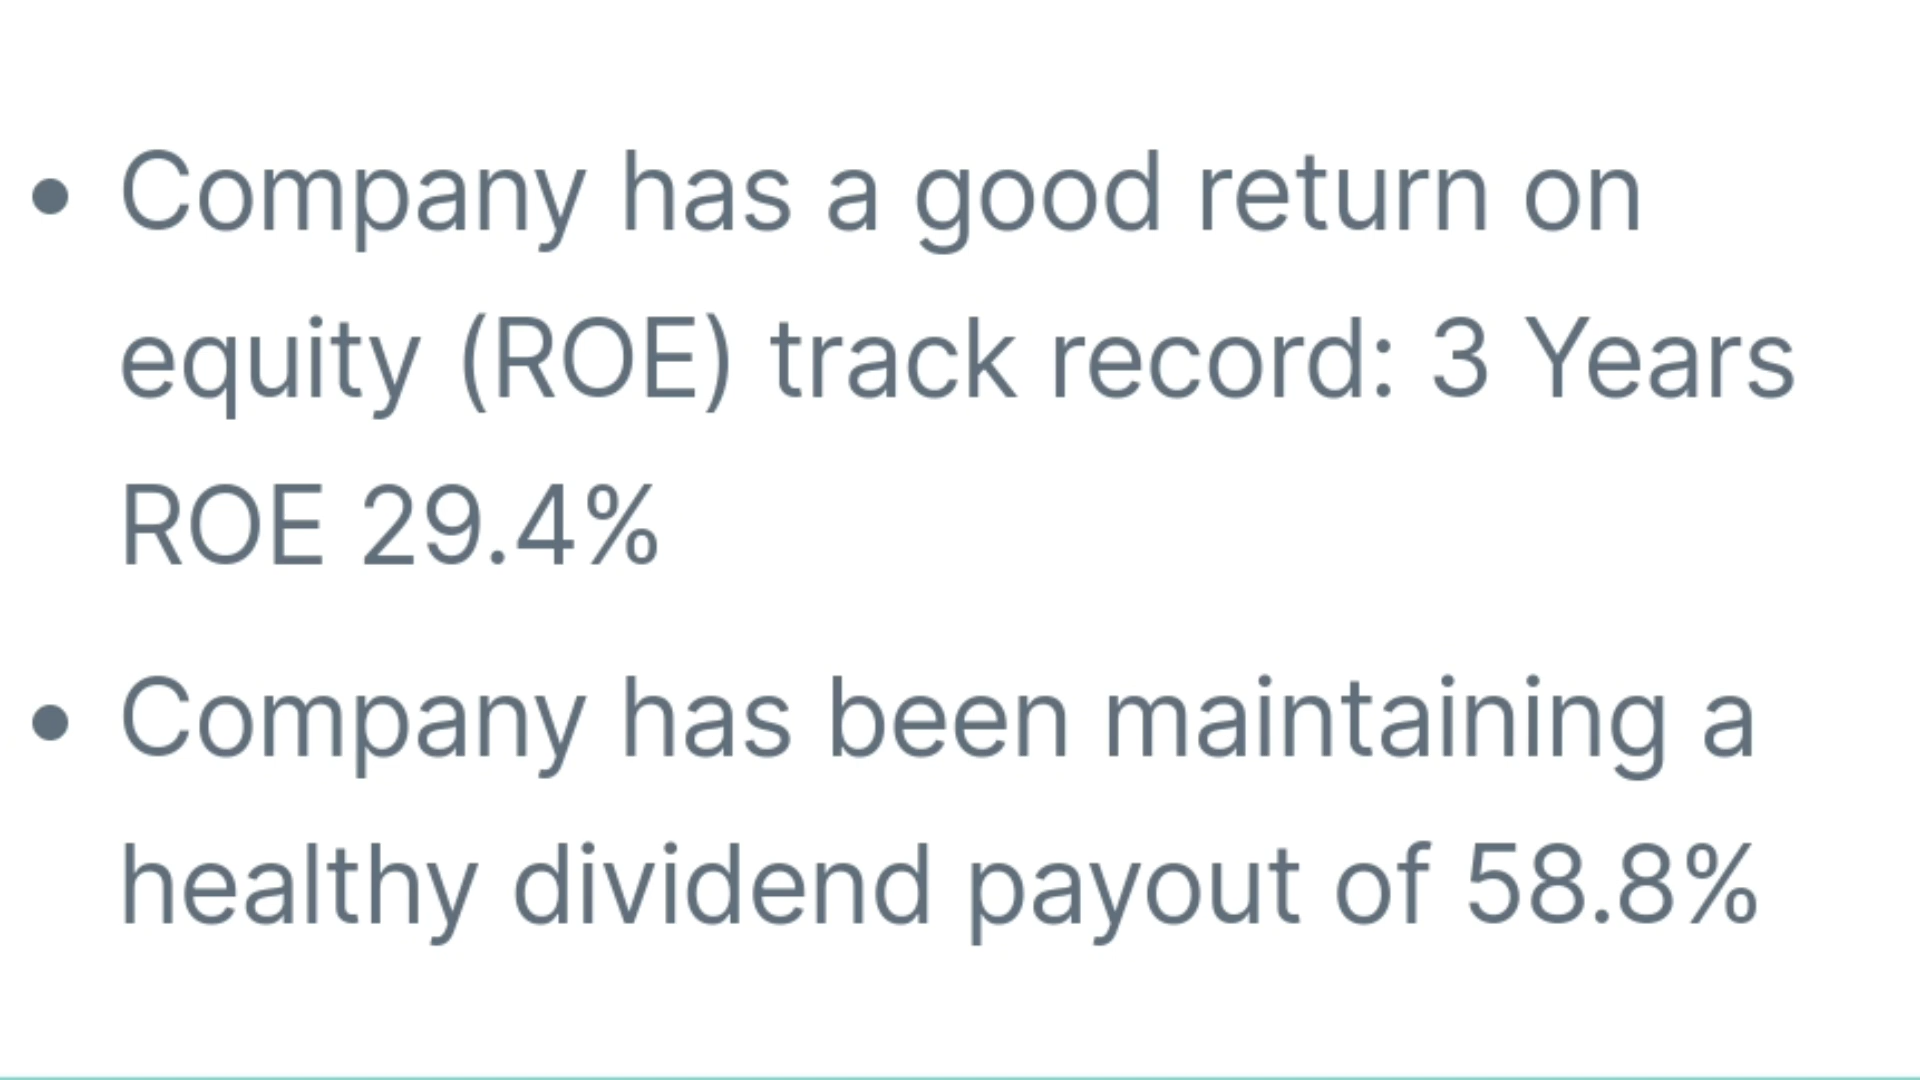 • Company has a good return on
equity (ROE) track record: 3 Years
ROE 29.4%
• Company has been maintaining a
healthy dividend payout of 58.8%